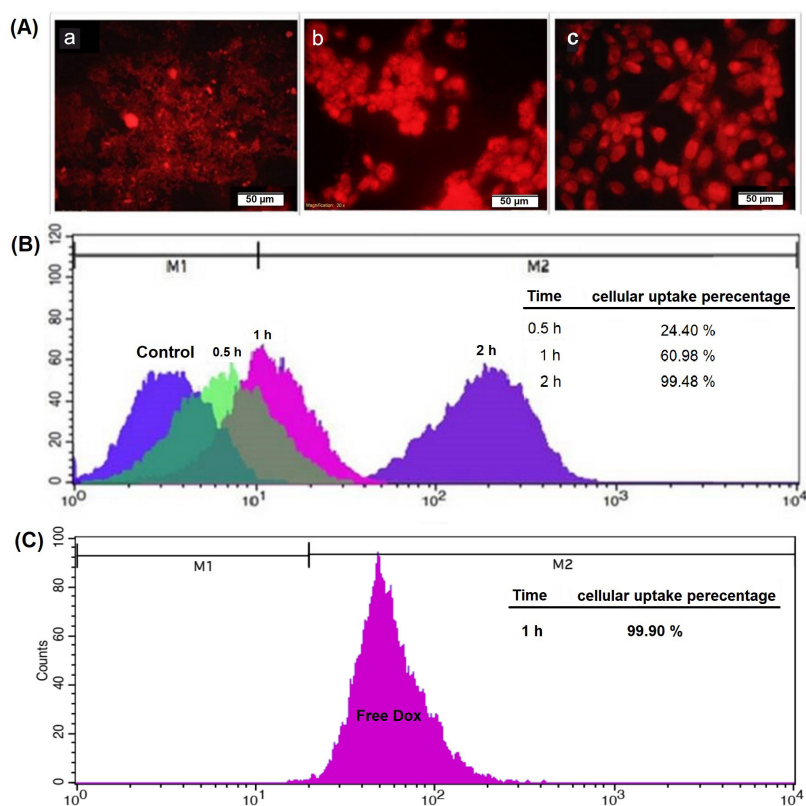 (A)
a
b
c
50 µm
Magnification: 20 x
50 µm
50 µm
(B)
120
100
80
60
40
20
0
M1
M2
Control
0.5 h
1 h
2 h
Time cellular uptake perecentage
0.5 h 24.40 %
1 h 60.98 %
2 h 99.48 %
10⁰ 10¹ 10² 10³ 10⁴
(C)
100
80
60
40
20
0
Counts
M1
M2
Free Dox
Time cellular uptake perecentage
1 h 99.90 %
10⁰ 10¹ 10² 10³ 10⁴